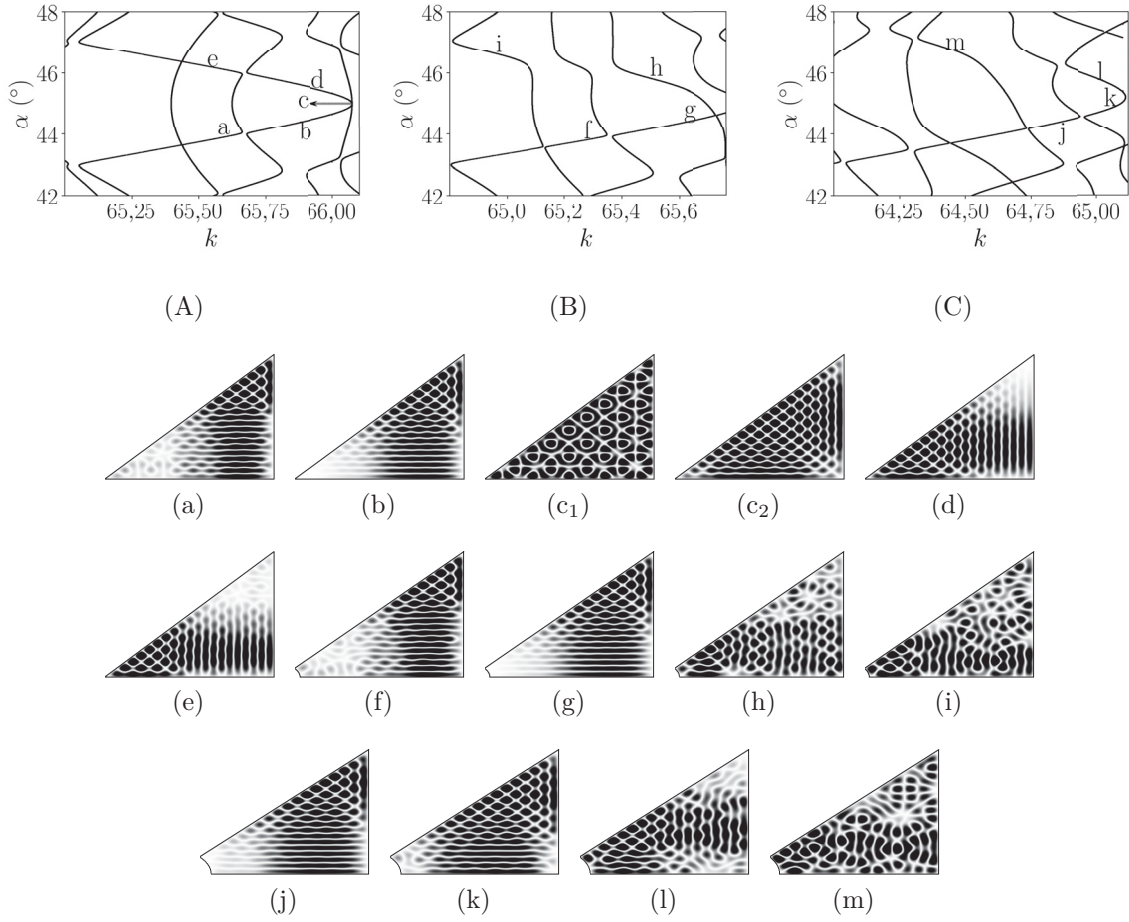 48 46 44 42
α (°)
e d c a b
65,25 65,50 65,75 66,00
k
48 46 44 42
α (°)
i h f g
65,0 65,2 65,4 65,6
k
48 46 44 42
α (°)
m l k j
64,25 64,50 64,75 65,00
k
(A) (B) (C)
(a) (b) (c₁) (c₂) (d)
(e) (f) (g) (h) (i)
(j) (k) (l) (m)